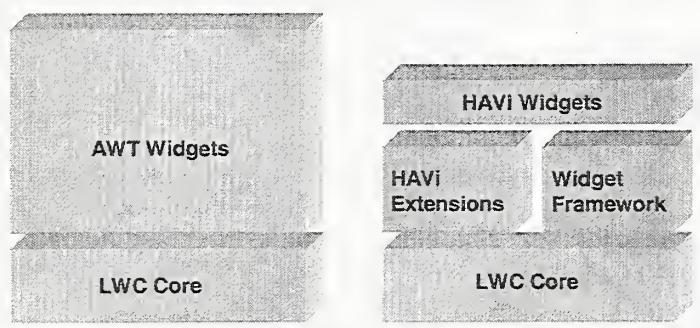 AWT Widgets
LWC Core
HAVi Widgets
HAVi
Extensions
Widget
Framework
LWC Core